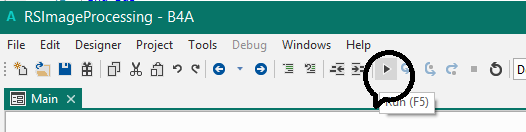 A RSImageProcessing - B4A
File Edit Designer Project Tools Debug Windows Help
D
Main ×
Run (F5)